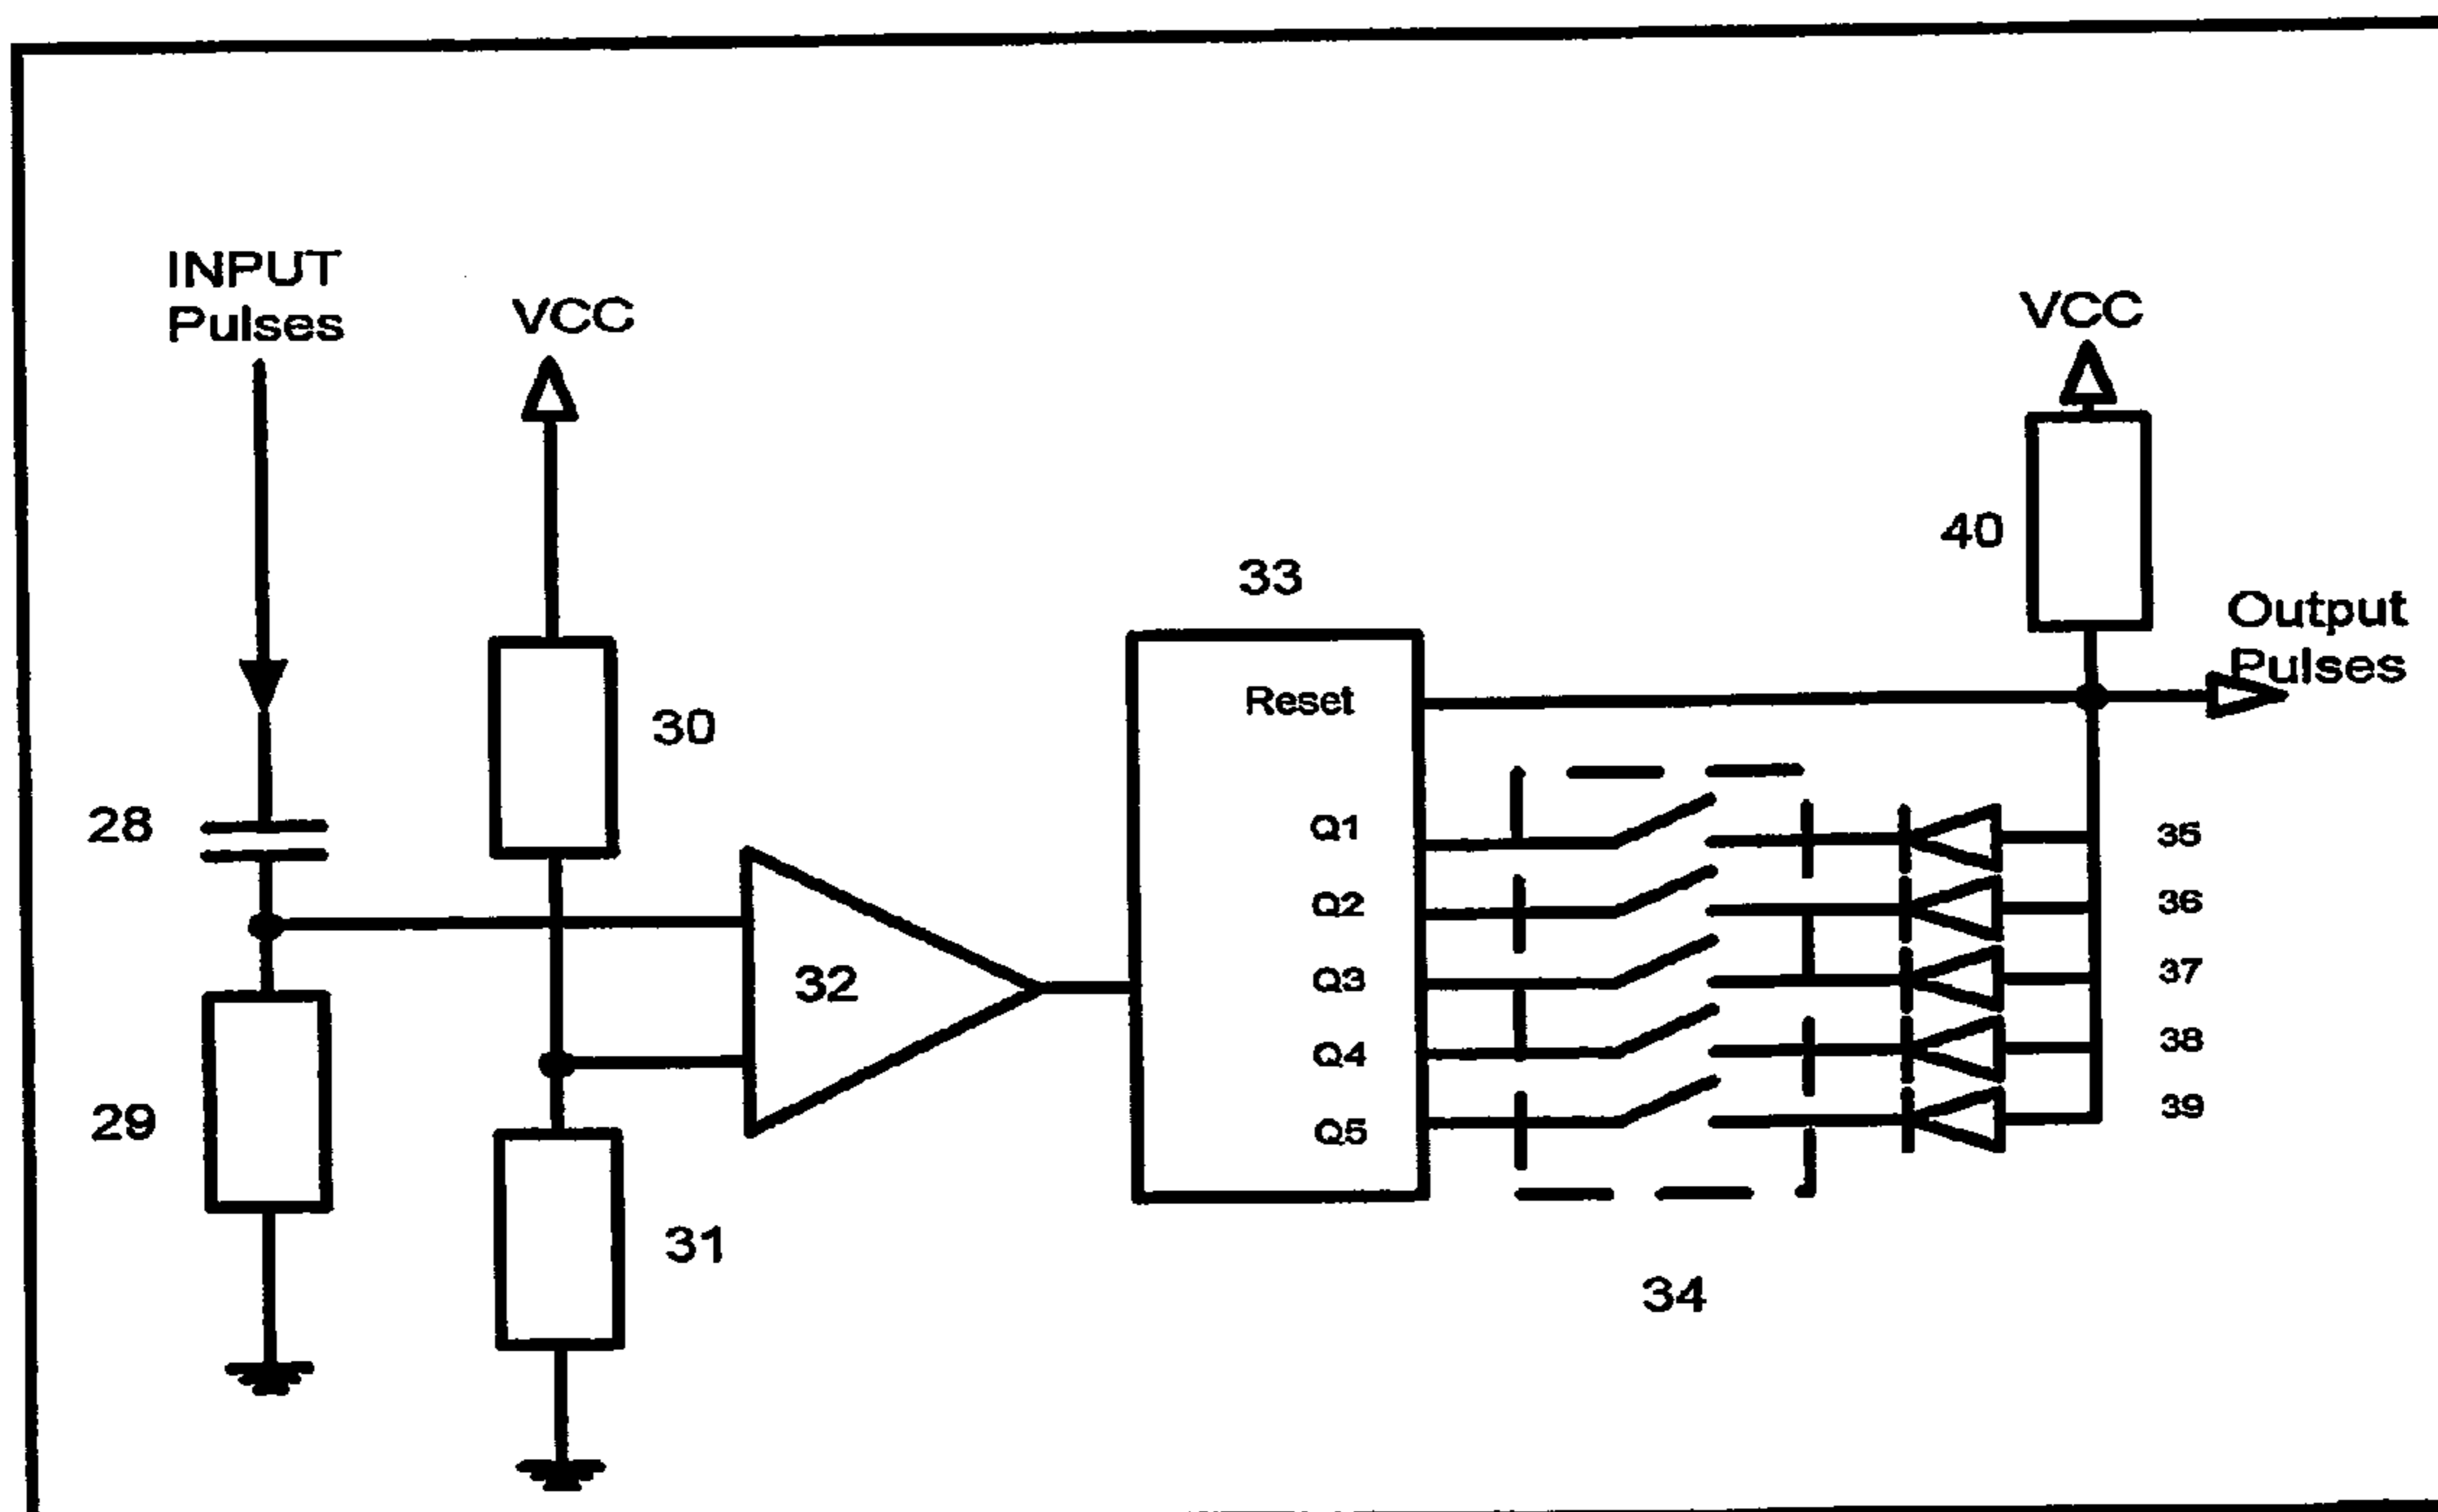 INPUT
Pulses
VCC
VCC
40
Output
Pulses
33
Reset
30
28
Q1
35
Q2
36
32
Q3
37
Q4
38
29
Q5
39
31
34